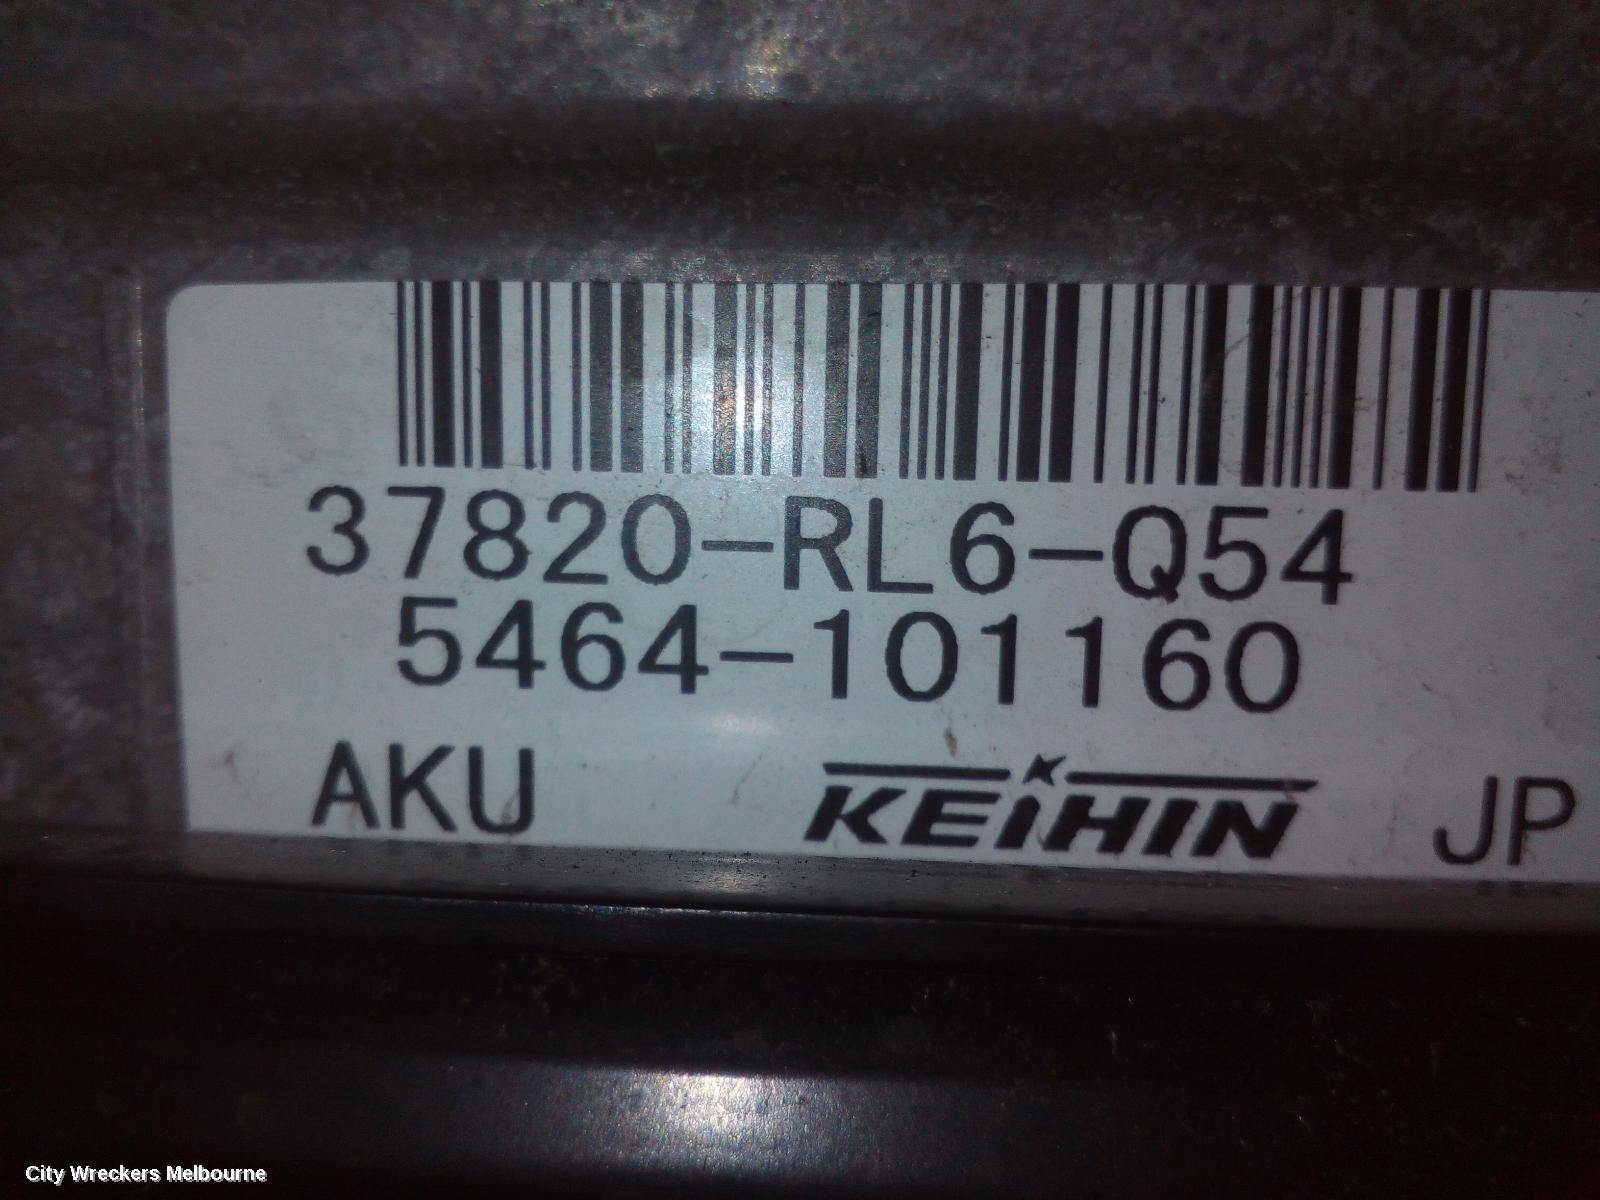 37820-RL6-Q54
5464-101160
AKU KEIHIN JP
City Wreckers Melbourne